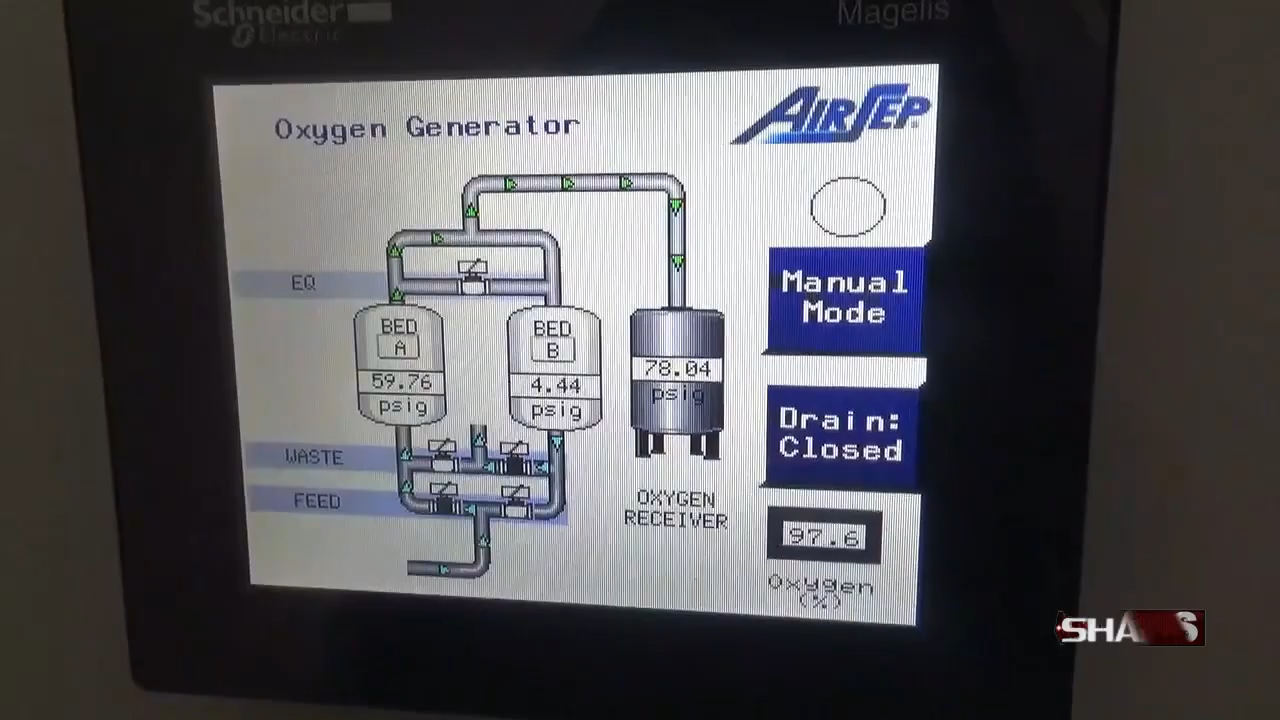 Schneider
Electric
Magelis
Oxygen Generator
AIRSEP
EQ
Manual
Mode
BED
A
59.76
psig
BED
B
4.44
psig
78.04
psig
Drain:
Closed
WASTE
FEED
OXYGEN
RECEIVER
97.6
Oxygen
(%)